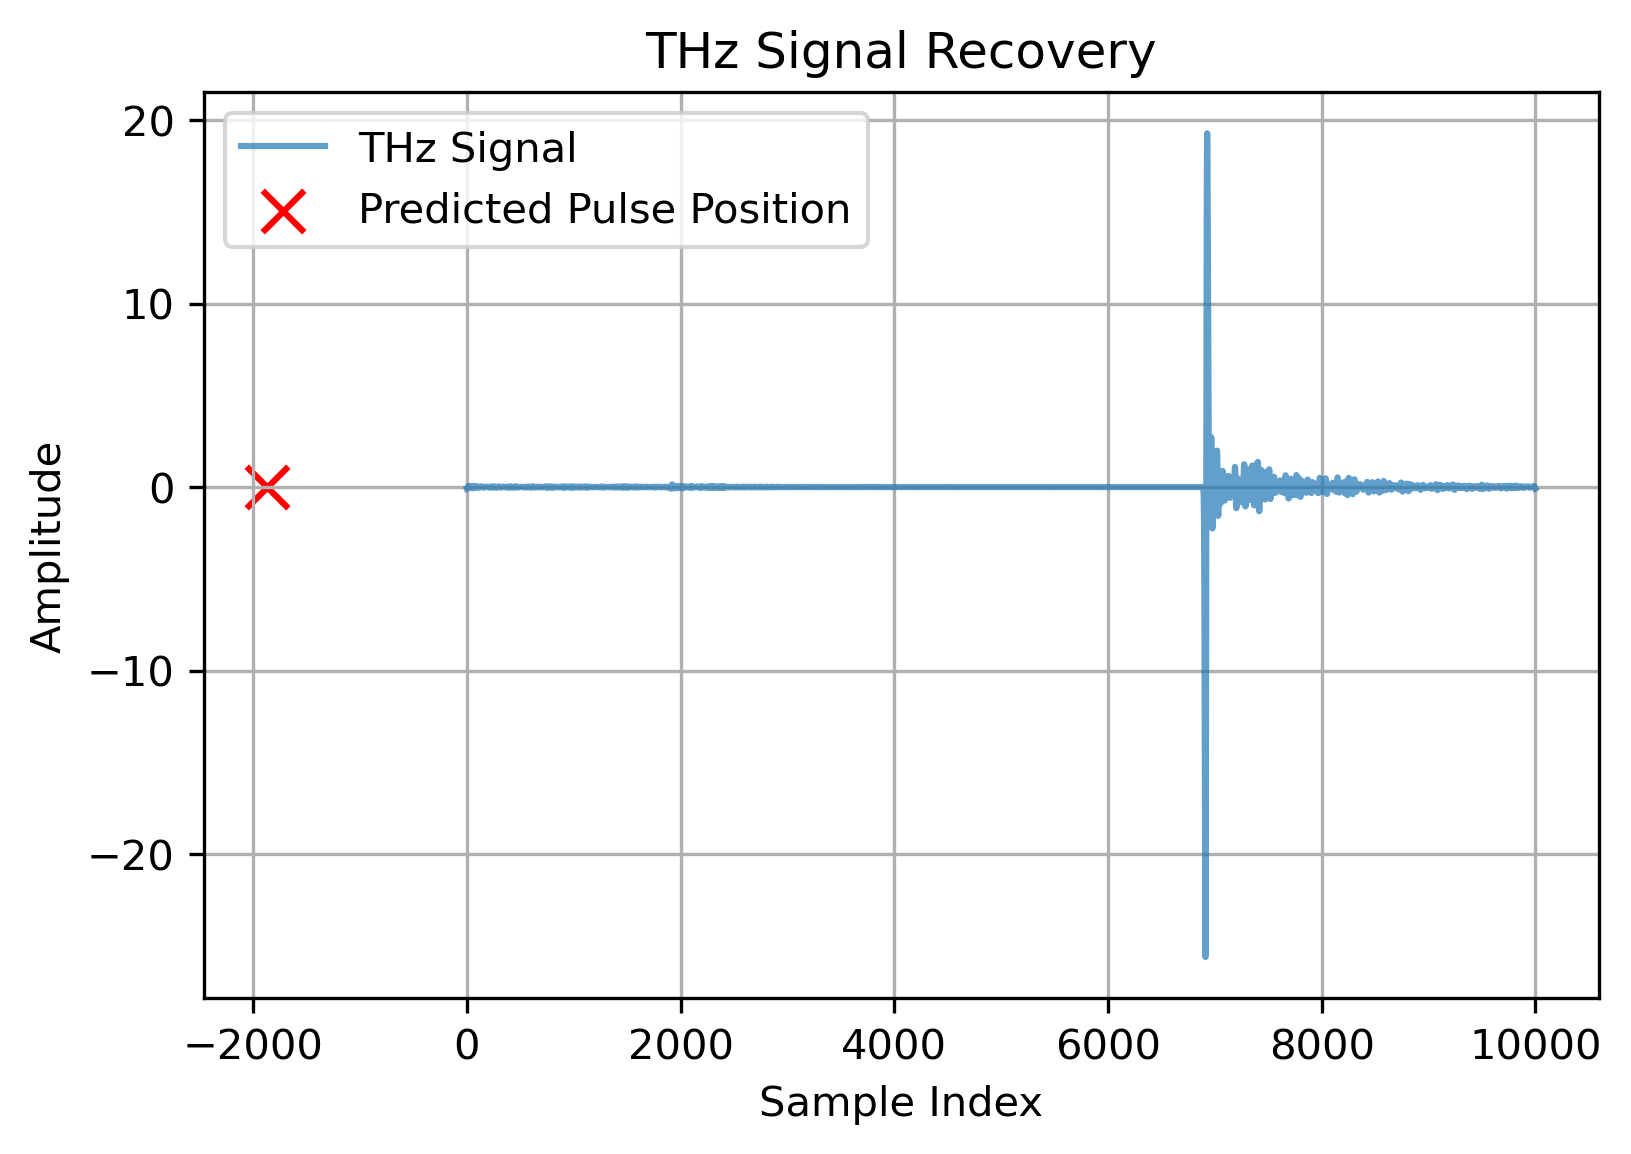 THz Signal Recovery
THz Signal
Predicted Pulse Position
20
10
0
−10
−20
Amplitude
−2000 0 2000 4000 6000 8000 10000
Sample Index